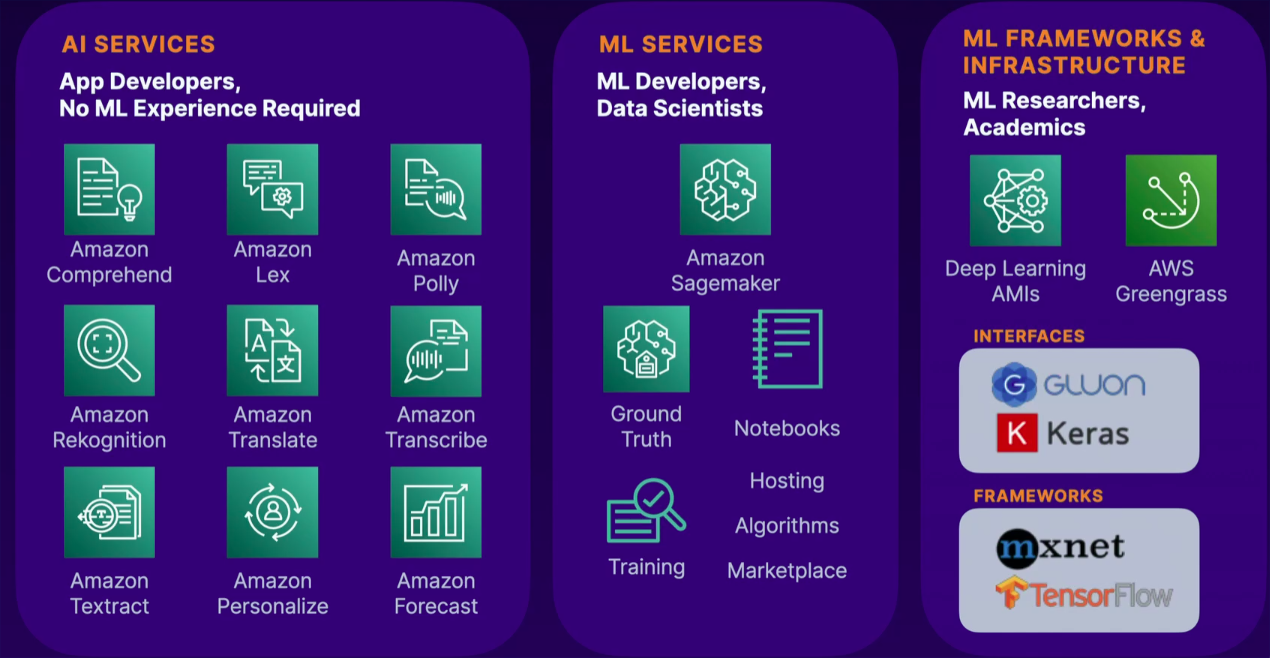 AI SERVICES
App Developers,
No ML Experience Required
Amazon
Comprehend
Amazon
Lex
Amazon
Polly
Amazon
Rekognition
A
文
Amazon
Translate
Amazon
Transcribe
T
Amazon
Textract
Amazon
Personalize
Amazon
Forecast
ML SERVICES
ML Developers,
Data Scientists
Amazon
Sagemaker
Ground
Truth
Notebooks
Training
Hosting
Algorithms
Marketplace
ML FRAMEWORKS &
INFRASTRUCTURE
ML Researchers,
Academics
Deep Learning
AMIs
AWS
Greengrass
INTERFACES
G GLUON
K Keras
FRAMEWORKS
mxnet
TensorFlow